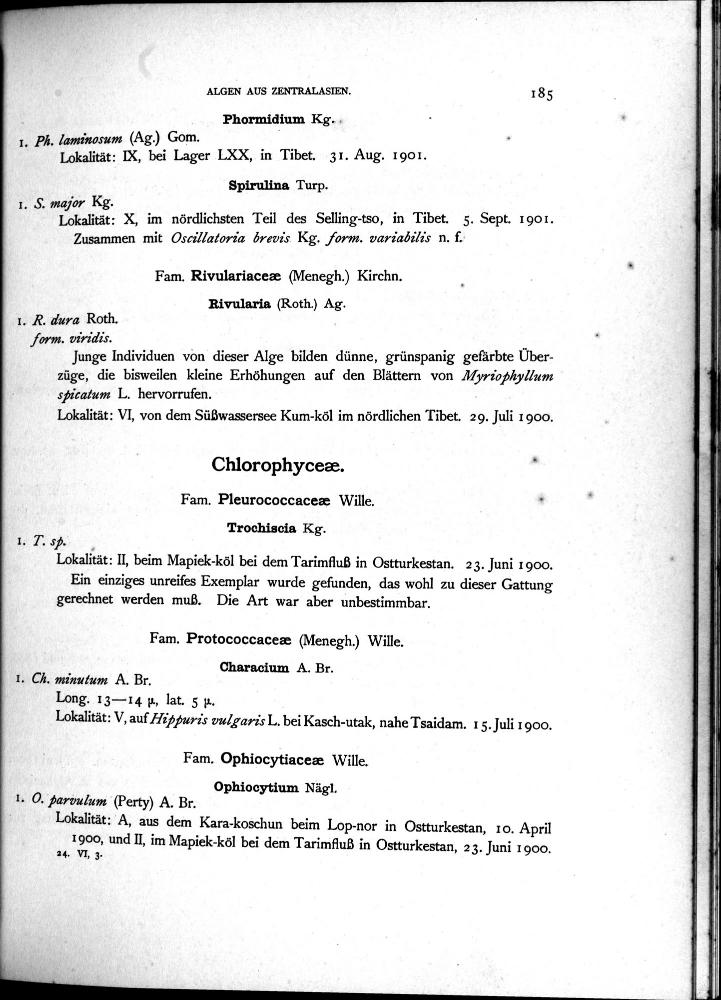 ALGEN AUS ZENTRALASIEN. 185
Phormidium Kg.
1. Ph. laminosum (Ag.) Gom.
Lokalität: IX, bei Lager LXX, in Tibet. 31. Aug. 1901.
Spirulina Turp.
1. S. major Kg.
Lokalität: X, im nördlichsten Teil des Selling-tso, in Tibet. 5. Sept. 1901.
Zusammen mit Oscillatoria brevis Kg. form. variabilis n. f.
Fam. Rivulariaceæ (Menegh.) Kirchn.
Rivularia (Roth.) Ag.
1. R. dura Roth.
form. viridis.
Junge Individuen von dieser Alge bilden dünne, grünspanig gefärbte Über-
züge, die bisweilen kleine Erhöhungen auf den Blättern von Myriophyllum
spicatum L. hervorrufen.
Lokalität: VI, von dem Süßwassersee Kum-köl im nördlichen Tibet. 29. Juli 1900.
Chlorophyceæ.
Fam. Pleurococcaceæ Wille.
Trochiscia Kg.
1. T. sp.
Lokalität: II, beim Mapiek-köl bei dem Tarimfluß in Ostturkestan. 23. Juni 1900.
Ein einziges unreifes Exemplar wurde gefunden, das wohl zu dieser Gattung
gerechnet werden muß. Die Art war aber unbestimmbar.
Fam. Protococcaceæ (Menegh.) Wille.
Characium A. Br.
1. Ch. minutum A. Br.
Long. 13—14 µ, lat. 5 µ.
Lokalität: V, auf Hippuris vulgaris L. bei Kasch-utak, nahe Tsaidam. 15. Juli 1900.
Fam. Ophiocytiaceæ Wille.
Ophiocytium Nägl.
1. O. parvulum (Perty) A. Br.
Lokalität: A, aus dem Kara-koschun beim Lop-nor in Ostturkestan, 10. April
1900, und II, im Mapiek-köl bei dem Tarimfluß in Ostturkestan, 23. Juni 1900.
24. VI, 3.